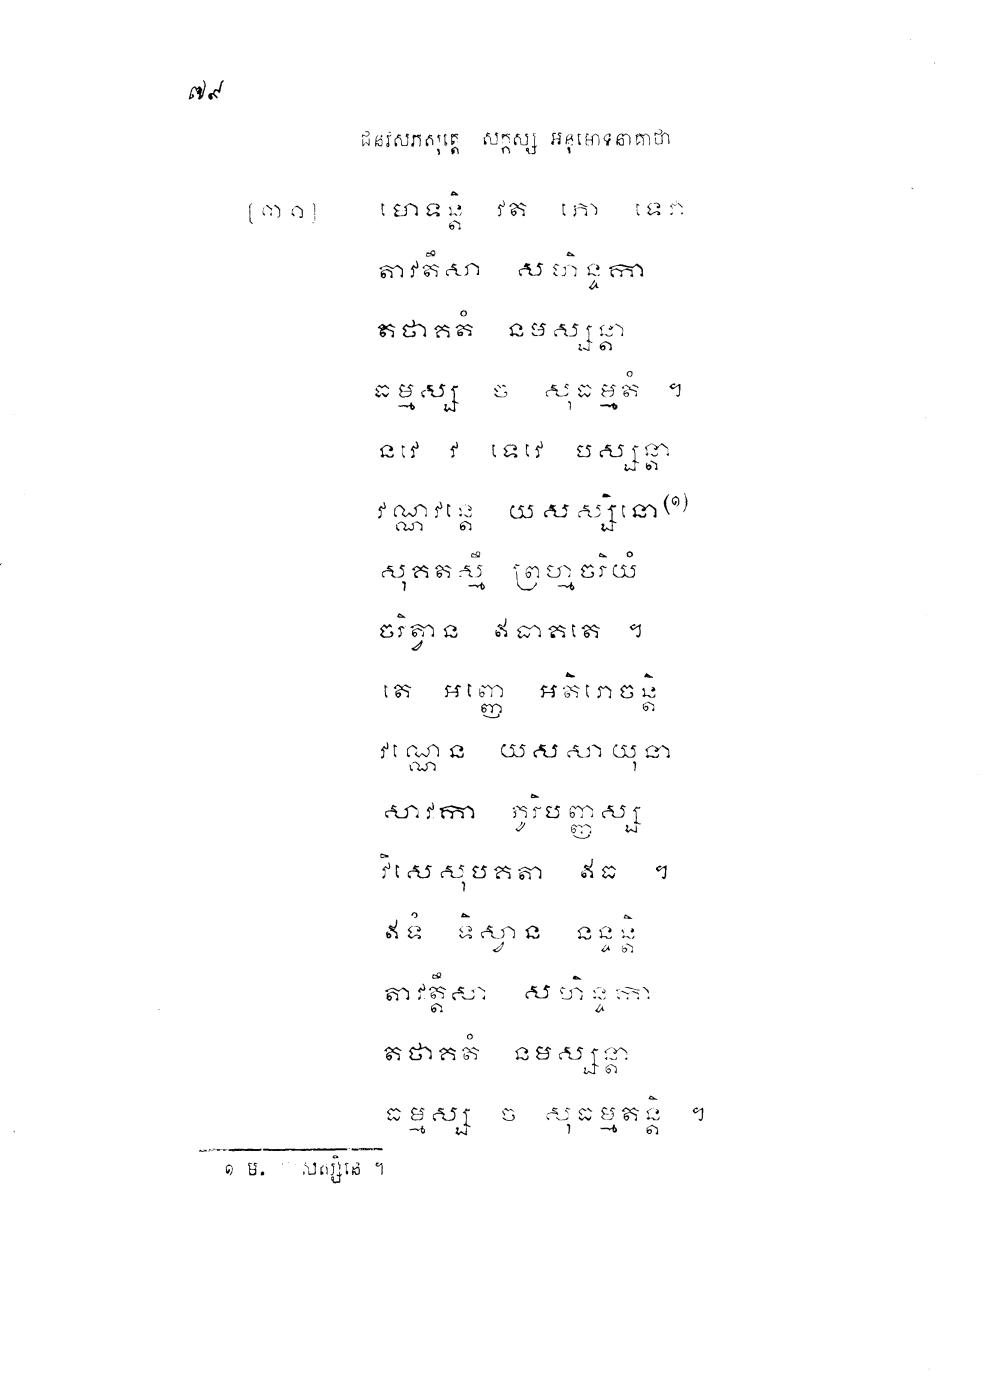 ៧៩
ជនវសភសុត្តេ សក្កស្ស អនុមោទនាគាថា
[៣០] មោទន្តិ វត ភោ ទេវា
តាវតឹសា សហិន្ទកា
តថាគតំ នមស្សន្តា
ធម្មស្ស ច សុធម្មតំ ។
នវេ វ ទេវេ បស្សន្តា
វណ្ណវន្តេ យសស្សិនោ(១)
សុគតស្មឹ ព្រហ្មចរិយំ
ចរិត្វាន ឥធាគតេ ។
តេ អញ្ញេ អតិរោចន្តិ
វណ្ណេន យសសាយុនា
សាវកា ភូរិបញ្ញស្ស
វិសេសុបគតា ឥធ ។
ឥទំ ទិស្វាន នន្ទន្តិ
តាវត្តឹសា សហិន្ទកា
តថាគតំ នមស្សន្តា
ធម្មស្ស ច សុធម្មតន្តិ ។
១ ម. យសស្សិនេ ។